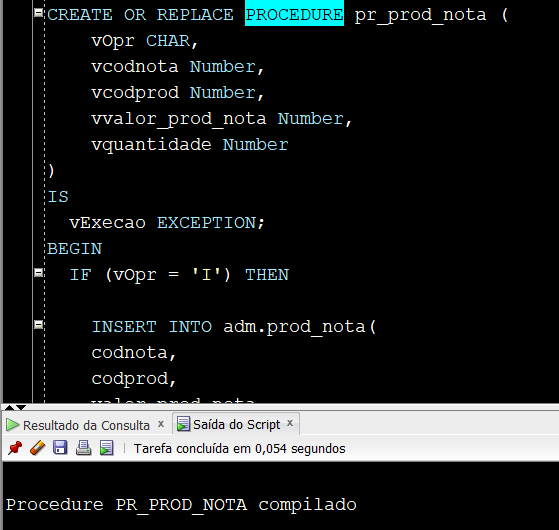 CREATE OR REPLACE PROCEDURE pr_prod_nota (
vOpr CHAR,
vcodnota Number,
vcodprod Number,
vvalor_prod_nota Number,
vquantidade Number
)
IS
vExecao EXCEPTION;
BEGIN
IF (vOpr = 'I') THEN
INSERT INTO adm.prod_nota(
codnota,
codprod,
valor_prod_nota
Resultado da Consulta x Saída do Script x
Tarefa concluída em 0,054 segundos
Procedure PR_PROD_NOTA compilado